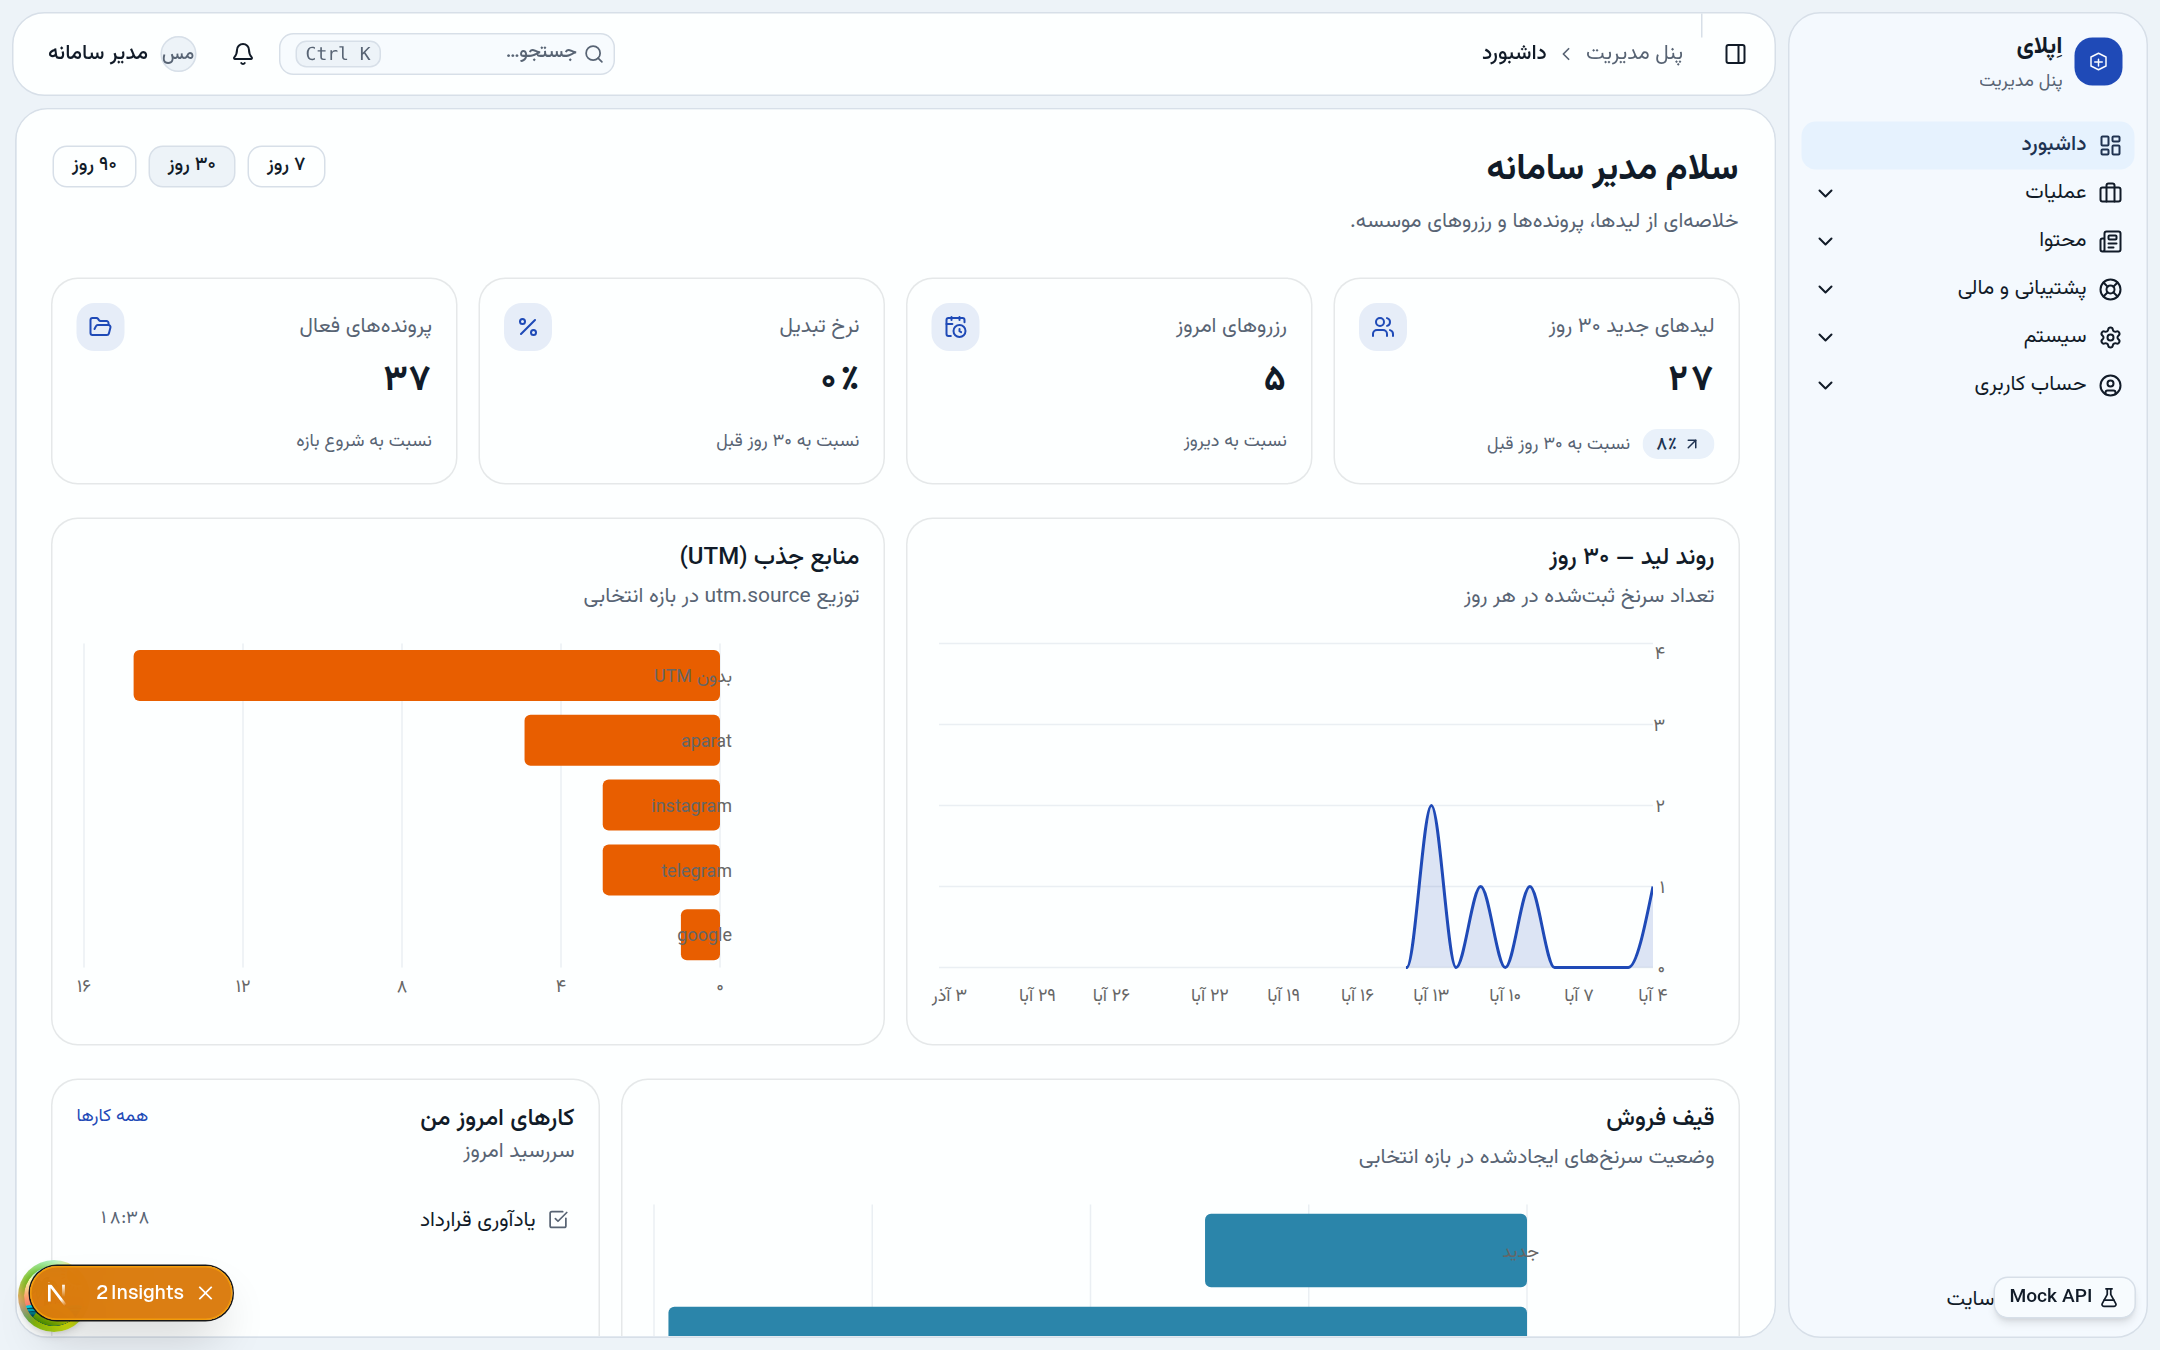 اِپلای
پنل مدیریت
داشبورد
عملیات
محتوا
پشتیبانی و مالی
سیستم
حساب کاربری
سایت
Mock API
پنل مدیریت
داشبورد
جستجو...
Ctrl K
مس
مدیر سامانه
سلام مدیر سامانه
خلاصه‌ای از لیدها، پرونده‌ها و رزروهای موسسه.
۷ روز
۳۰ روز
۹۰ روز
لیدهای جدید ۳۰ روز
۲۷
۸٪
نسبت به ۳۰ روز قبل
رزروهای امروز
۵
نسبت به دیروز
نرخ تبدیل
۰٪
نسبت به ۳۰ روز قبل
پرونده‌های فعال
۳۷
نسبت به شروع بازه
روند لید — ۳۰ روز
تعداد سرنخ ثبت‌شده در هر روز
۴
۳
۲
۱
۰
۴ آبا
۷ آبا
۱۰ آبا
۱۳ آبا
۱۶ آبا
۱۹ آبا
۲۲ آبا
۲۶ آبا
۲۹ آبا
۳ آذر
منابع جذب (UTM)
توزیع utm.source در بازه انتخابی
بدون UTM
aparat
instagram
telegram
google
۰
۴
۸
۱۲
۱۶
قیف فروش
وضعیت سرنخ‌های ایجادشده در بازه انتخابی
جدید
کارهای امروز من
سررسید امروز
همه کارها
یادآوری قرارداد
۱۸:۳۸
2 Insights